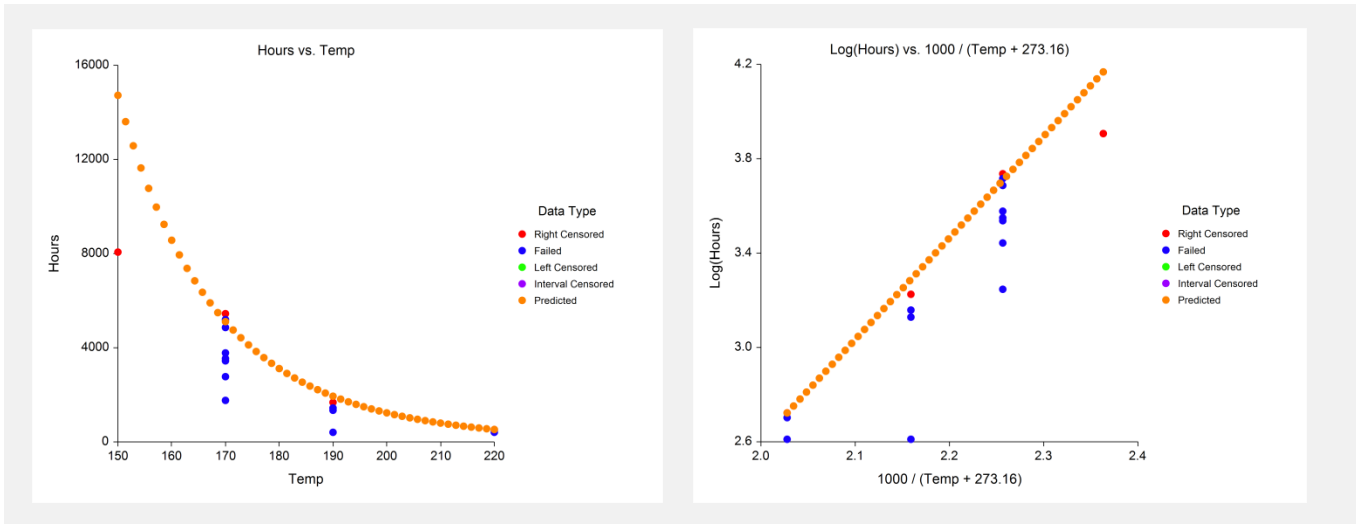 Hours vs. Temp
16000
12000
8000
4000
0
Hours
150
160
170
180
190
200
210
220
Temp
Data Type
Right Censored
Failed
Left Censored
Interval Censored
Predicted
Log(Hours) vs. 1000 / (Temp + 273.16)
4.2
3.8
3.4
3.0
2.6
Log(Hours)
2.0
2.1
2.2
2.3
2.4
1000 / (Temp + 273.16)
Data Type
Right Censored
Failed
Left Censored
Interval Censored
Predicted